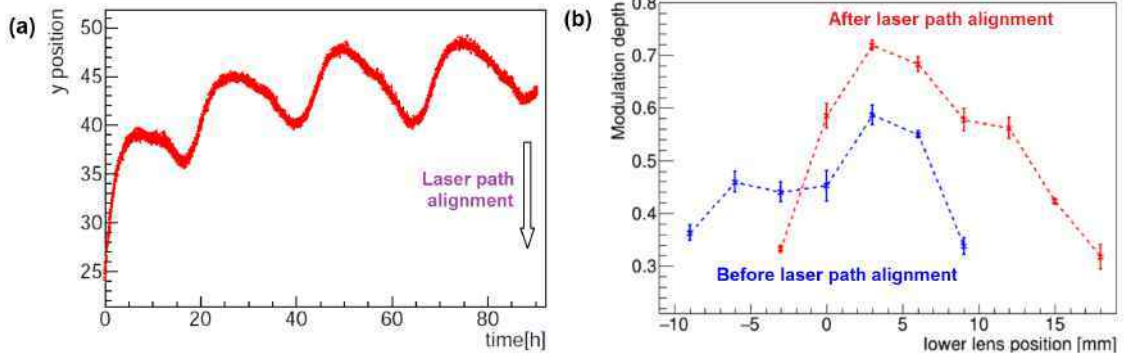 (a)
y position
50
45
40
35
30
25
0
20
40
60
80
time[h]
Laser path
alignment
(b)
Modulation depth
0.8
0.7
0.6
0.5
0.4
0.3
−10
−5
0
5
10
15
lower lens position [mm]
After laser path alignment
Before laser path alignment